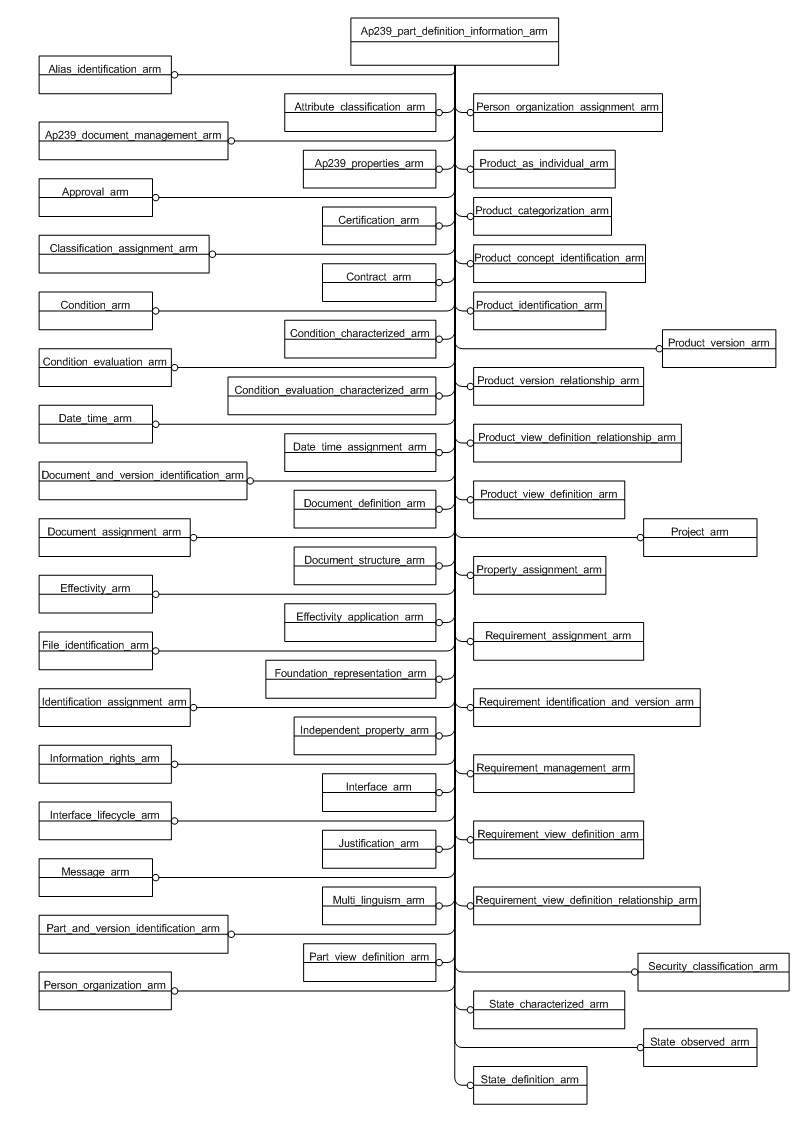 Ap239_part_definition_information_arm
Alias_identification_arm
Attribute_classification_arm
Person_organization_assignment_arm
Ap239_document_management_arm
Ap239_properties_arm
Product_as_individual_arm
Approval_arm
Certification_arm
Product_categorization_arm
Classification_assignment_arm
Contract_arm
Product_concept_identification_arm
Condition_arm
Condition_characterized_arm
Product_identification_arm
Product_version_arm
Condition_evaluation_arm
Condition_evaluation_characterized_arm
Product_version_relationship_arm
Date_time_arm
Date_time_assignment_arm
Product_view_definition_relationship_arm
Document_and_version_identification_arm
Document_definition_arm
Product_view_definition_arm
Document_assignment_arm
Project_arm
Document_structure_arm
Property_assignment_arm
Effectivity_arm
Effectivity_application_arm
Requirement_assignment_arm
File_identification_arm
Foundation_representation_arm
Identification_assignment_arm
Requirement_identification_and_version_arm
Independent_property_arm
Information_rights_arm
Requirement_management_arm
Interface_arm
Interface_lifecycle_arm
Requirement_view_definition_arm
Justification_arm
Message_arm
Multi_linguism_arm
Requirement_view_definition_relationship_arm
Part_and_version_identification_arm
Part_view_definition_arm
Security_classification_arm
Person_organization_arm
State_characterized_arm
State_observed_arm
State_definition_arm